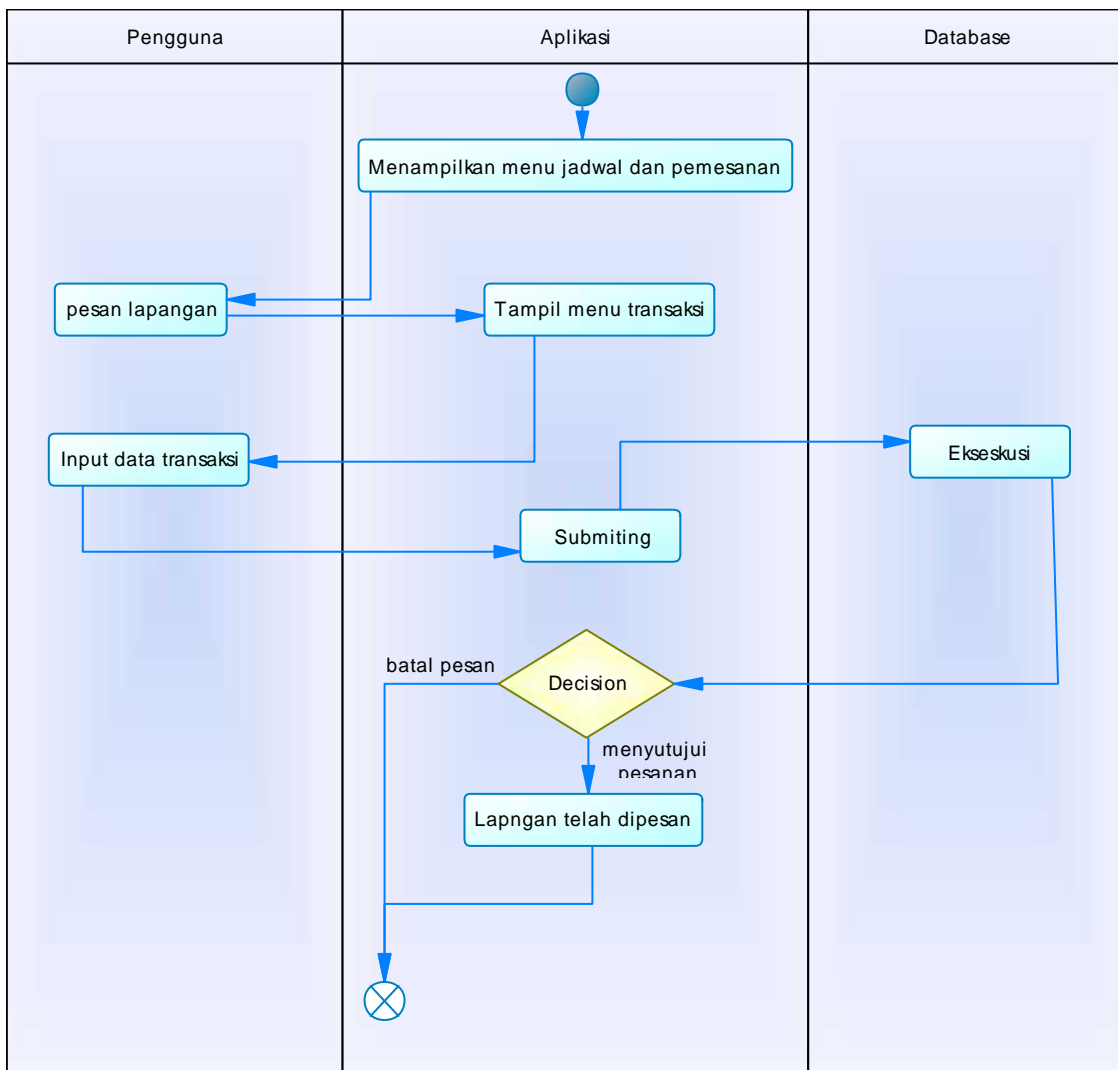 Pengguna
Aplikasi
Database
Menampilkan menu jadwal dan pemesanan
pesan lapangan
Tampil menu transaksi
Input data transaksi
Ekseskusi
Submiting
batal pesan
Decision
menyutujui
pesanan
Lapngan telah dipesan